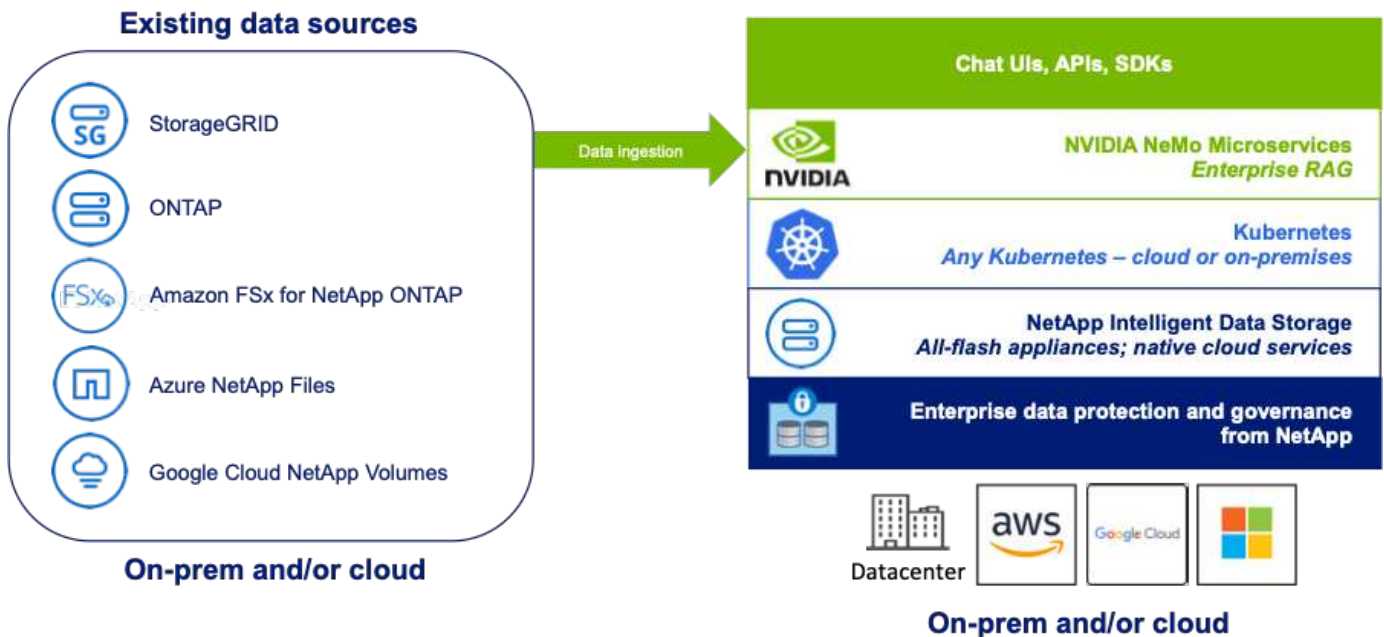 Existing data sources
SG
StorageGRID
ONTAP
FSx
Amazon FSx for NetApp ONTAP
Azure NetApp Files
Google Cloud NetApp Volumes
On-prem and/or cloud
Data ingestion
Chat UIs, APIs, SDKs
NVIDIA
NVIDIA NeMo Microservices
Enterprise RAG
Kubernetes
Any Kubernetes – cloud or on-premises
NetApp Intelligent Data Storage
All-flash appliances; native cloud services
Enterprise data protection and governance
from NetApp
Datacenter
aws
Google Cloud
On-prem and/or cloud